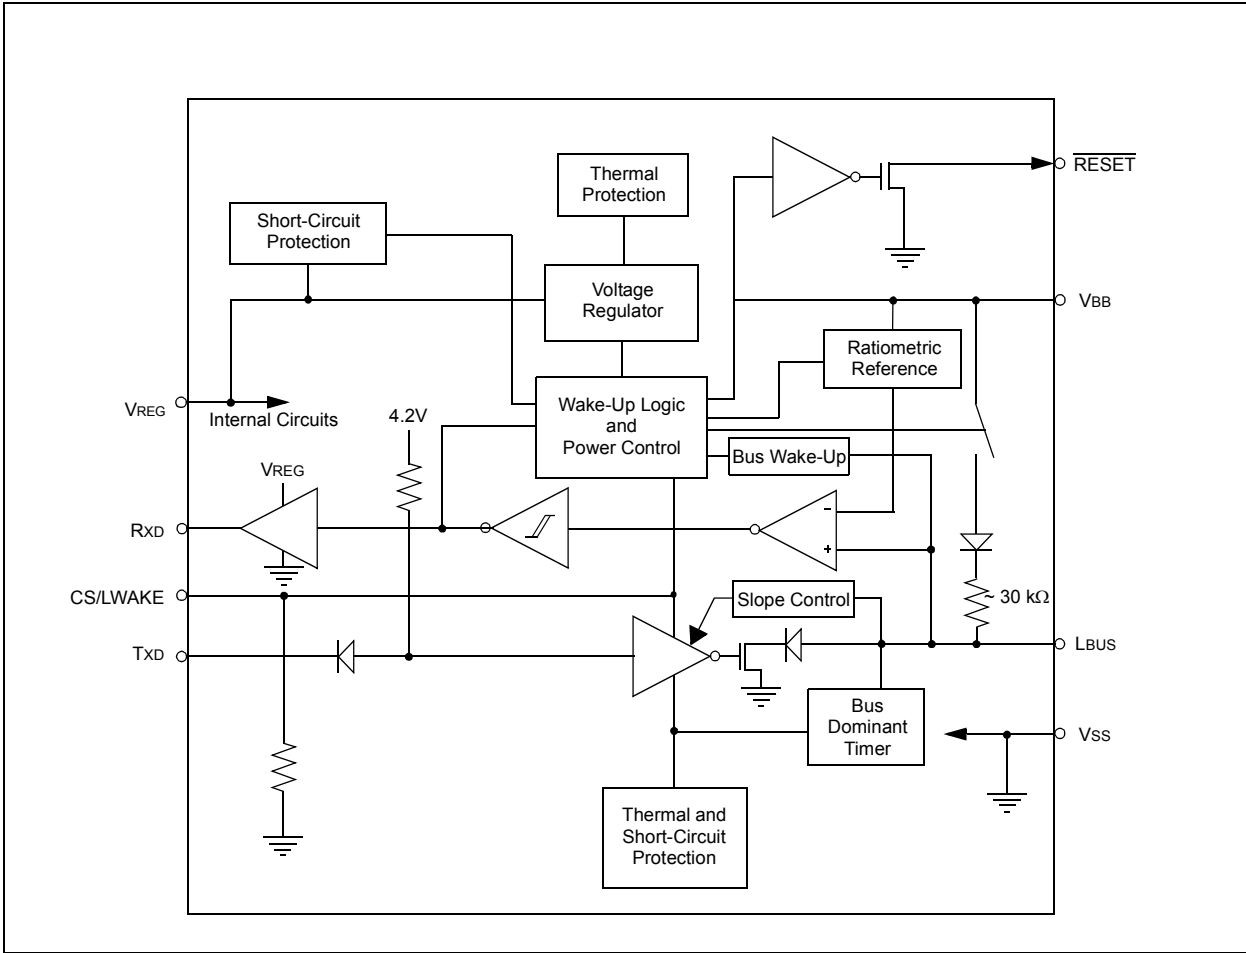 RESET
Thermal
Protection
Short-Circuit
Protection
Voltage
Regulator
VBB
Ratiometric
Reference
VREG
Internal Circuits
4.2V
Wake-Up Logic
and
Power Control
Bus Wake-Up
VREG
-
+
RXD
CS/LWAKE
Slope Control
~ 30 kΩ
TXD
LBUS
Bus
Dominant
Timer
VSS
Thermal and
Short-Circuit
Protection